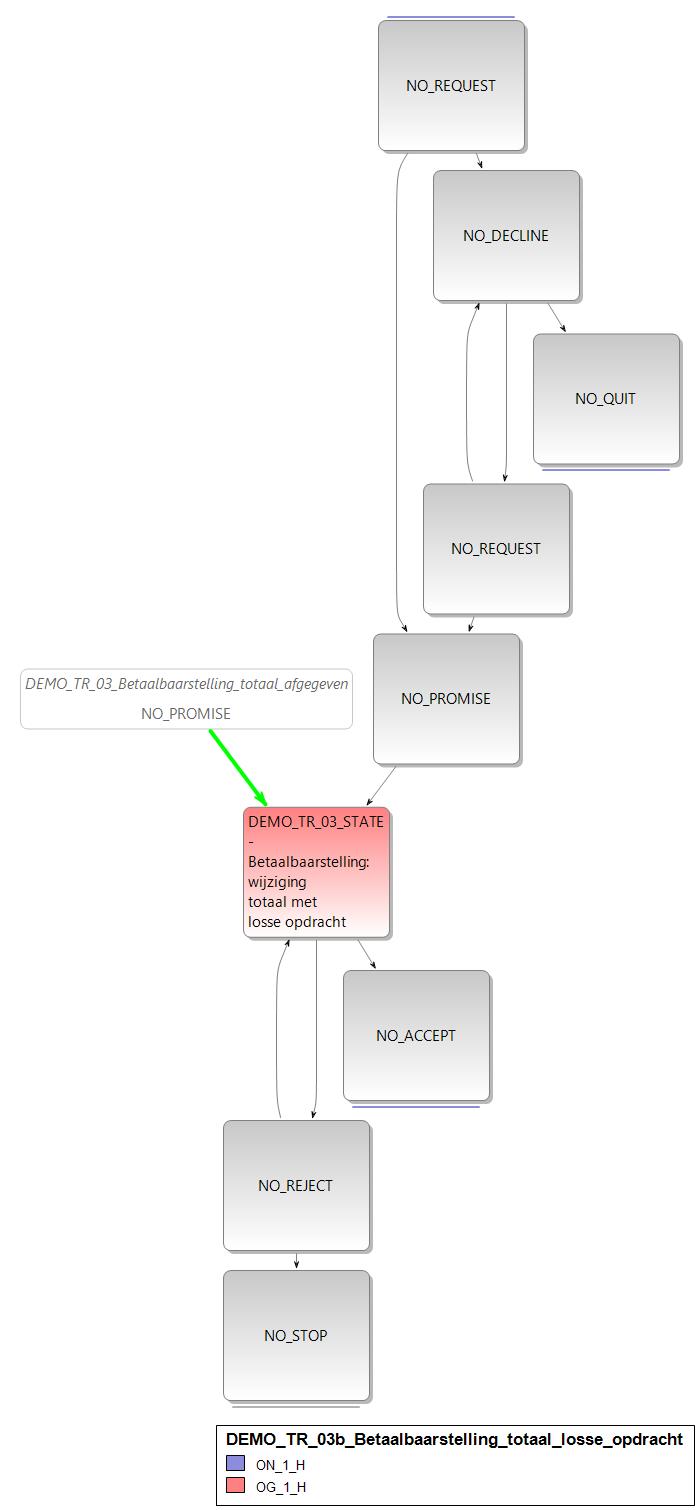 NO_REQUEST
NO_DECLINE
NO_QUIT
NO_REQUEST
DEMO_TR_03_Betaalbaarstelling_totaal_afgegeven
NO_PROMISE
NO_PROMISE
DEMO_TR_03_STATE
-
Betaalbaarstelling:
wijziging
totaal met
losse opdracht
NO_ACCEPT
NO_REJECT
NO_STOP
DEMO_TR_03b_Betaalbaarstelling_totaal_losse_opdracht
ON_1_H
OG_1_H